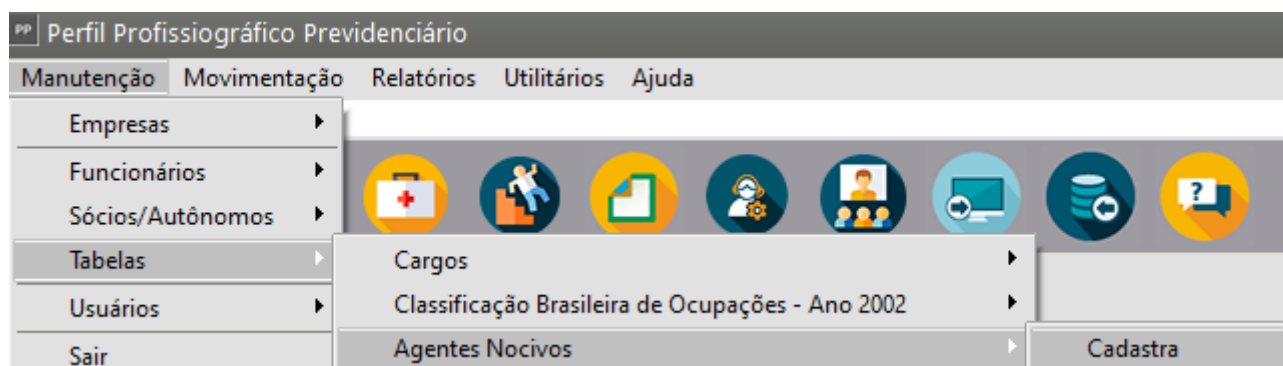 PP Perfil Profissiográfico Previdenciário
Manutenção Movimentação Relatórios Utilitários Ajuda
Empresas
Funcionários
Sócios/Autônomos
Tabelas
Cargos
Usuários
Classificação Brasileira de Ocupações - Ano 2002
Sair
Agentes Nocivos
Cadastra
?